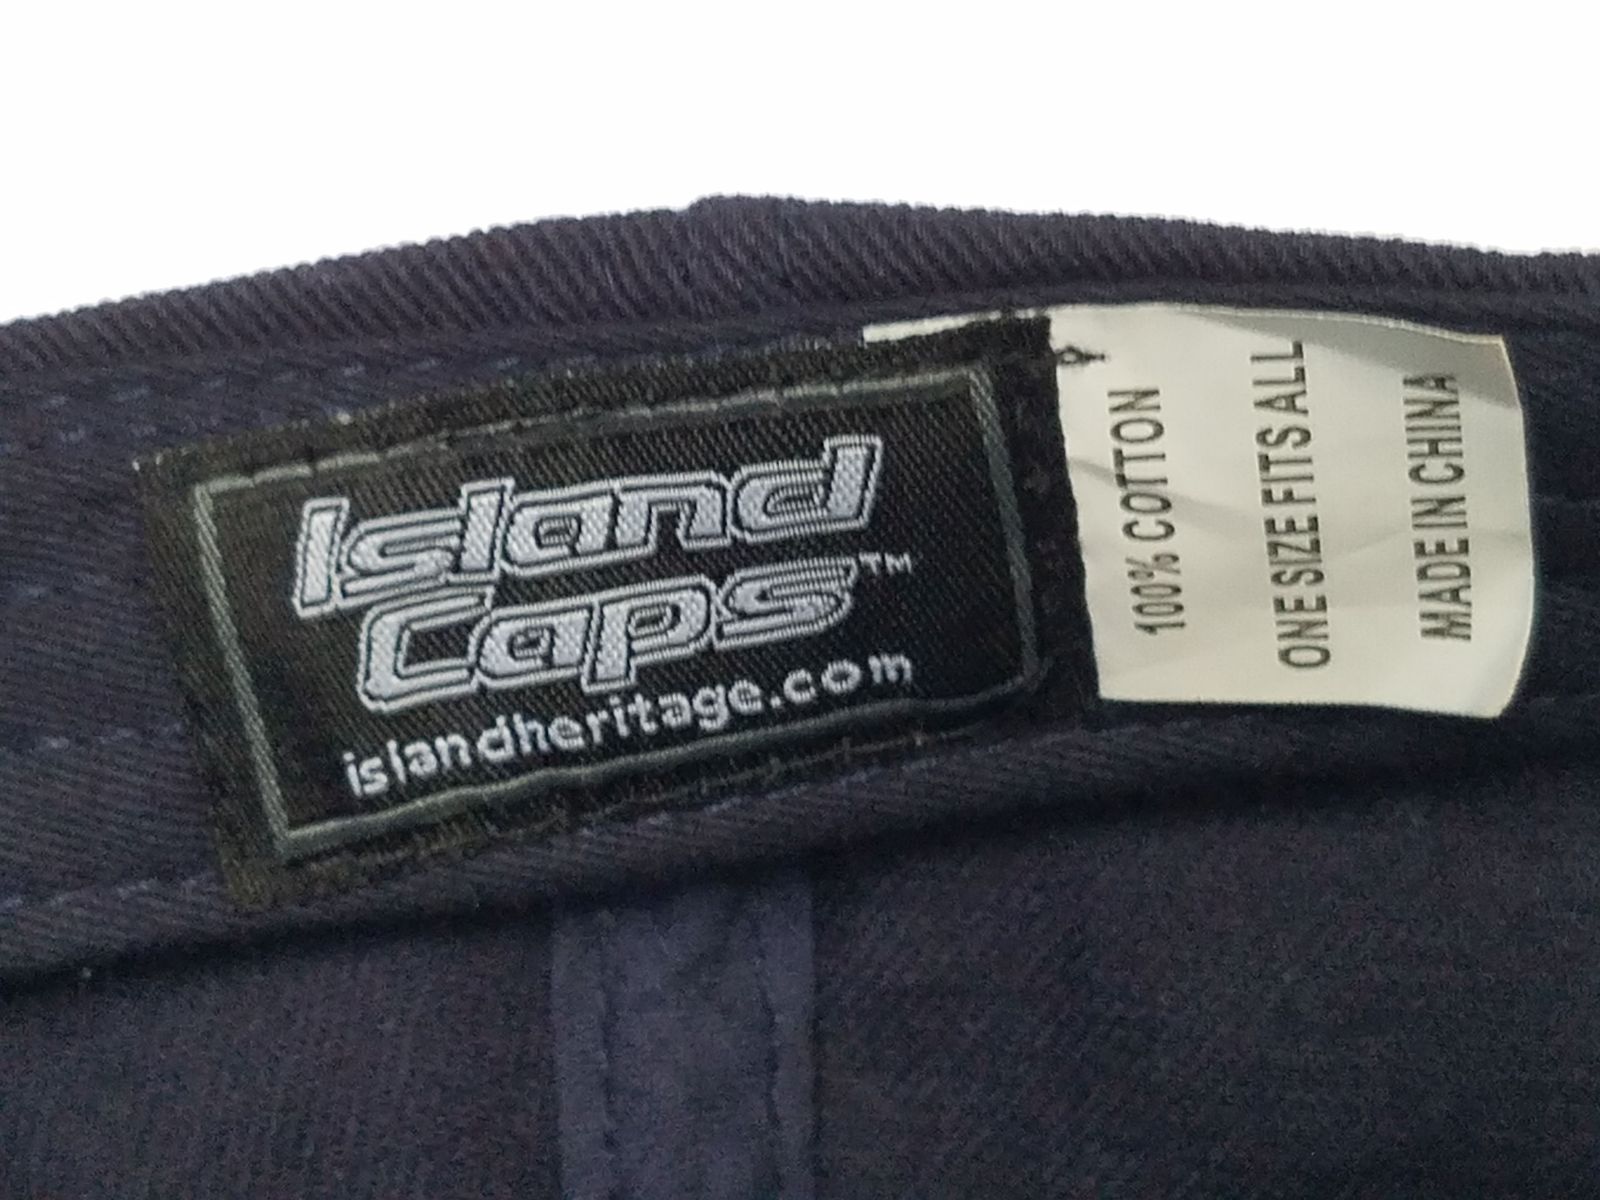 Island
Caps™
islandheritage.com
100% COTTON
ONE SIZE FITS ALL
MADE IN CHINA